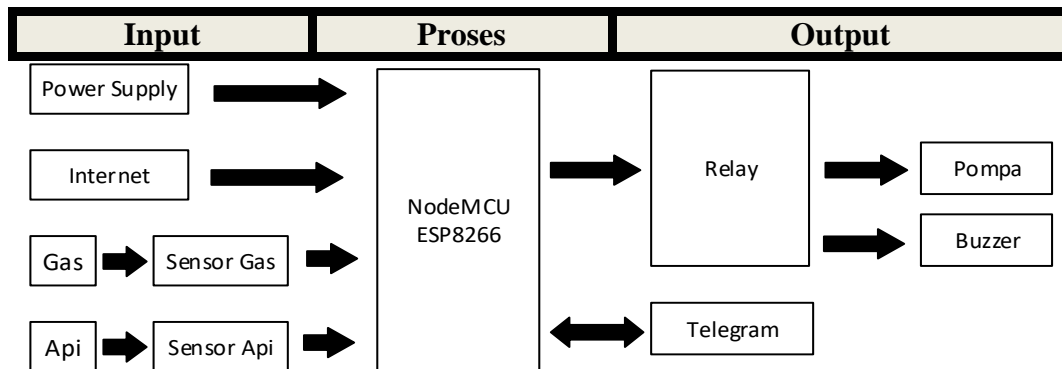 Input Proses Output
Power Supply
Internet
Gas Sensor Gas
Api Sensor Api
NodeMCU
ESP8266
Relay
Pompa
Buzzer
Telegram